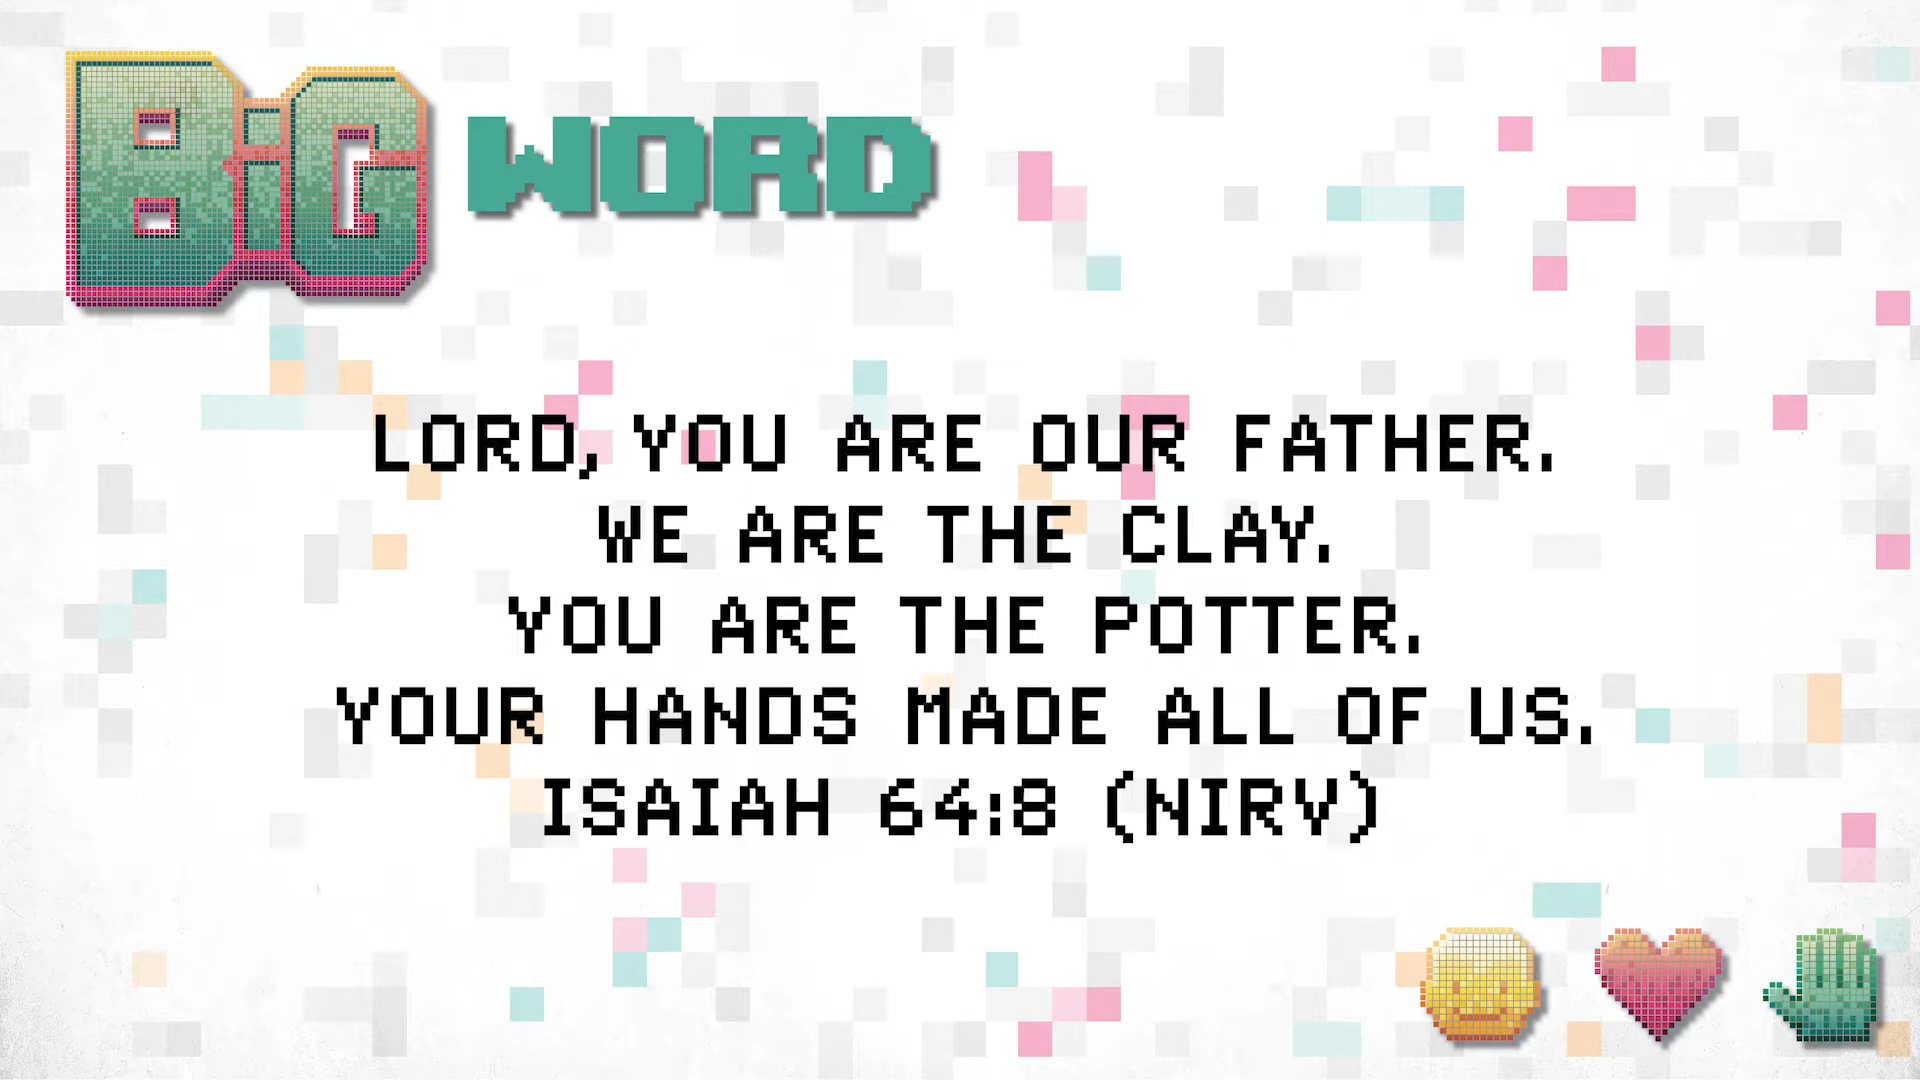 BiG WORD
LORD, YOU ARE OUR FATHER.
WE ARE THE CLAY.
YOU ARE THE POTTER.
YOUR HANDS MADE ALL OF US.
ISAIAH 64:8 (NIRV)